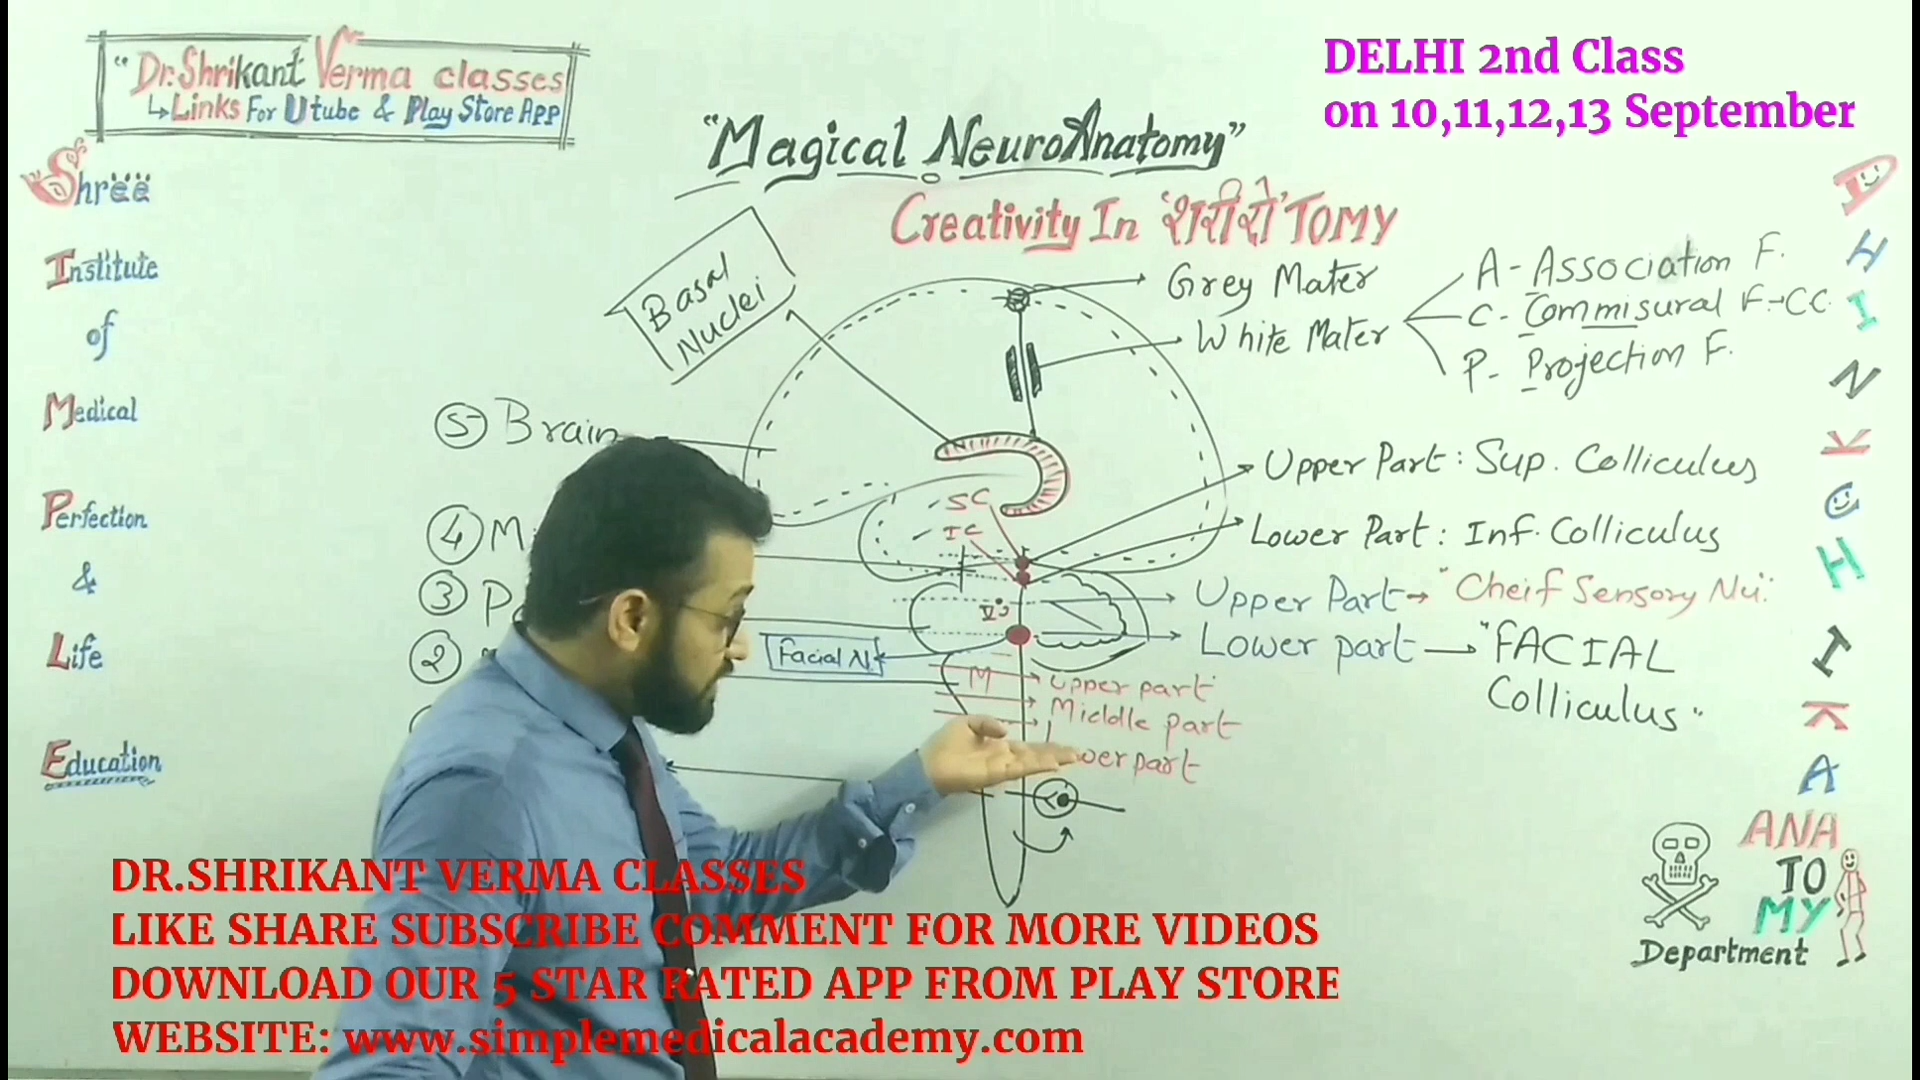 "Dr.Shrikant Verma classes
↳Links For Utube & Play Store App
DELHI 2nd Class
on 10,11,12,13 September
"Magical NeuroAnatomy"
Creativity In 'शरीरो'TOMY
Shree
Institute
of
Medical
Perfection
&
Life
Education
Basal
Nuclei
Grey Mater
White Mater
A - Association F.
C - Commisural F→CC.
P - Projection F.
⑤ Brain
④ M
③ P
②
SC
IC
V
Upper Part : Sup. Colliculus
Lower Part : Inf. Colliculus
Upper Part → "Cheif Sensory Nu:
Lower part → "FACIAL
Colliculus"
Facial N
M
Upper part
Middle part
wer part
D
H
I
N
K
C
H
I
K
A
ANA
TO
MY
Department
DR.SHRIKANT VERMA CLASSES
LIKE SHARE SUBSCRIBE COMMENT FOR MORE VIDEOS
DOWNLOAD OUR 5 STAR RATED APP FROM PLAY STORE
WEBSITE: www.simplemedicalacademy.com